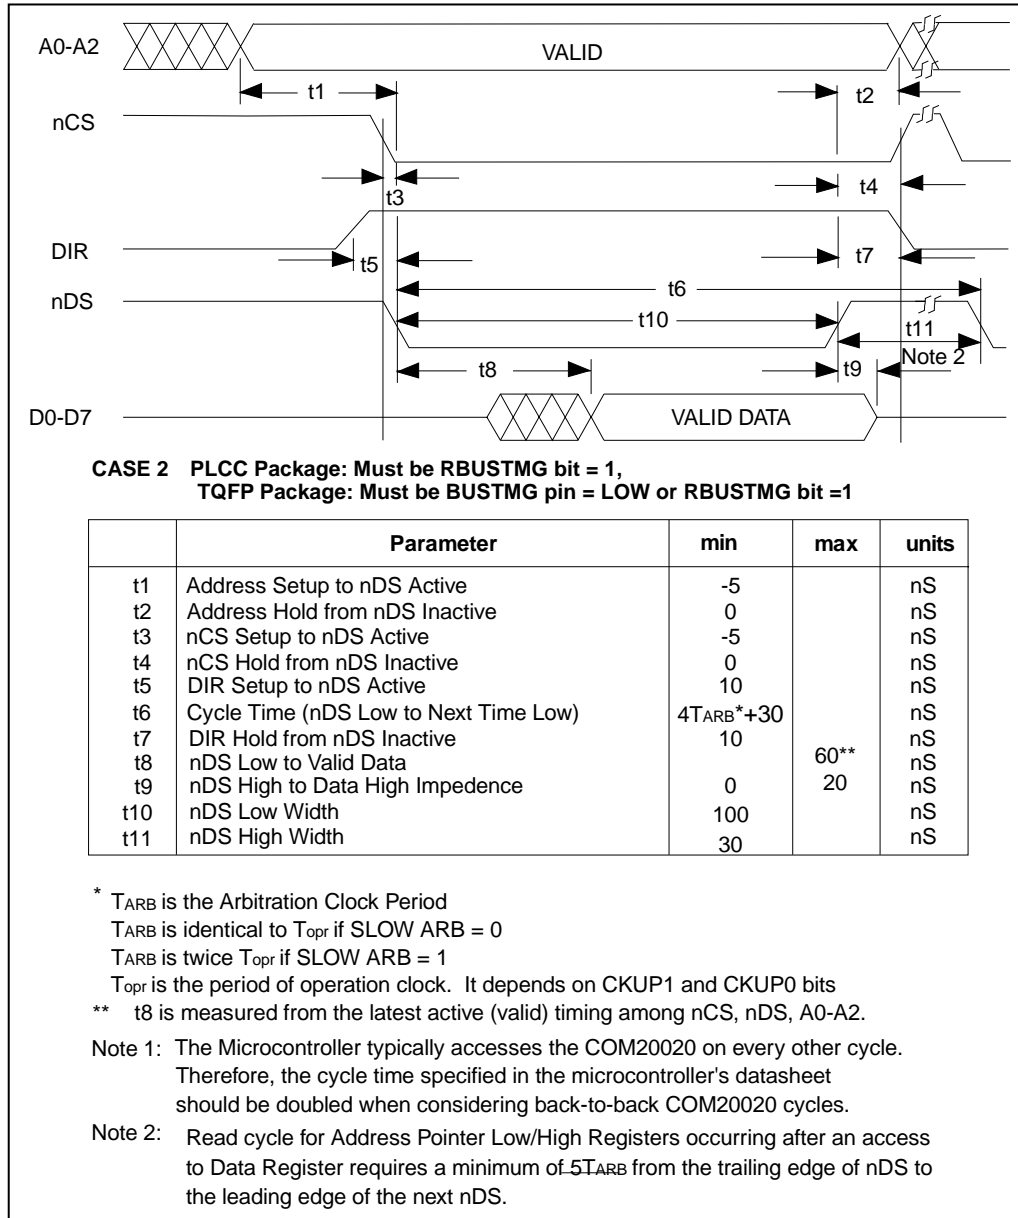 A0-A2
VALID
t1
t2
nCS
t3
t4
DIR
t5
t7
t6
nDS
t10
t11
Note 2
t8
t9
D0-D7
VALID DATA
CASE 2 PLCC Package: Must be RBUSTMG bit = 1,
TQFP Package: Must be BUSTMG pin = LOW or RBUSTMG bit =1
Parameter min max units
t1 Address Setup to nDS Active -5 nS
t2 Address Hold from nDS Inactive 0 nS
t3 nCS Setup to nDS Active -5 nS
t4 nCS Hold from nDS Inactive 0 nS
t5 DIR Setup to nDS Active 10 nS
t6 Cycle Time (nDS Low to Next Time Low) 4TARB*+30 nS
t7 DIR Hold from nDS Inactive 10 nS
t8 nDS Low to Valid Data 60** nS
t9 nDS High to Data High Impedence 0 20 nS
t10 nDS Low Width 100 nS
t11 nDS High Width 30 nS
* TARB is the Arbitration Clock Period
TARB is identical to Topr if SLOW ARB = 0
TARB is twice Topr if SLOW ARB = 1
Topr is the period of operation clock. It depends on CKUP1 and CKUP0 bits
** t8 is measured from the latest active (valid) timing among nCS, nDS, A0-A2.
Note 1: The Microcontroller typically accesses the COM20020 on every other cycle.
Therefore, the cycle time specified in the microcontroller's datasheet
should be doubled when considering back-to-back COM20020 cycles.
Note 2: Read cycle for Address Pointer Low/High Registers occurring after an access
to Data Register requires a minimum of 5TARB from the trailing edge of nDS to
the leading edge of the next nDS.